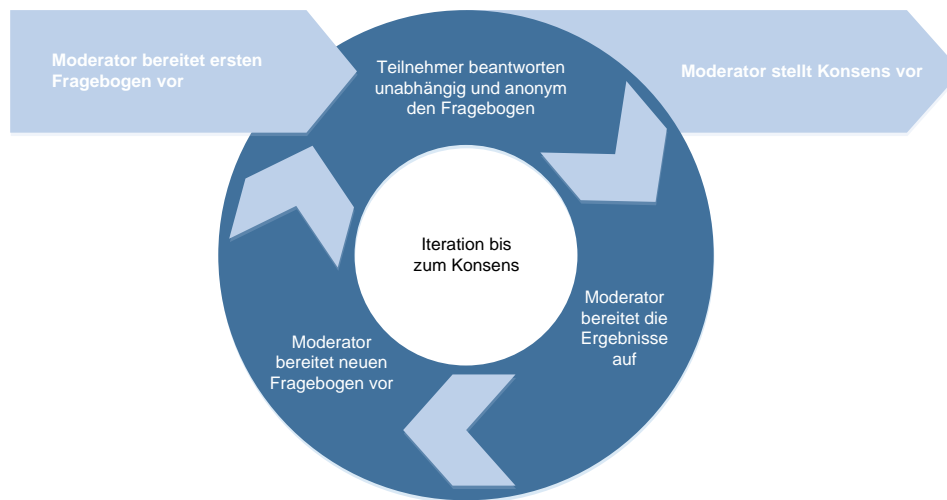 Moderator bereitet ersten
Fragebogen vor
Teilnehmer beantworten
unabhängig und anonym
den Fragebogen
Moderator stellt Konsens vor
Iteration bis
zum Konsens
Moderator
bereitet die
Ergebnisse
auf
Moderator
bereitet neuen
Fragebogen vor